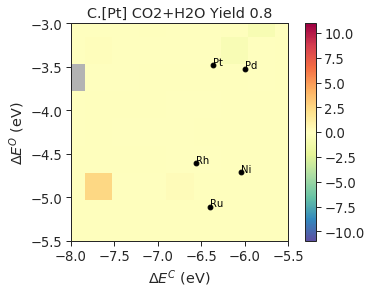 C.[Pt] CO2+H2O Yield 0.8
−3.0
−3.5
−4.0
−4.5
−5.0
−5.5
ΔE^O (eV)
Pt
Pd
Rh
Ni
Ru
−8.0
−7.5
−7.0
−6.5
−6.0
−5.5
ΔE^C (eV)
10.0
7.5
5.0
2.5
0.0
−2.5
−5.0
−7.5
−10.0